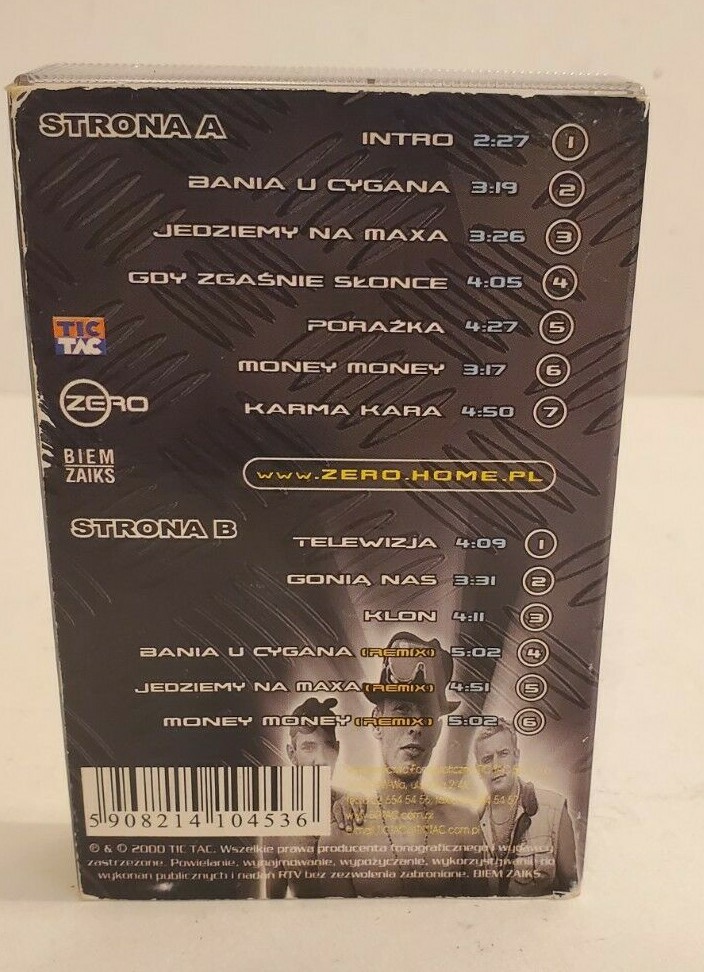 STRONA A
INTRO 2:27 1
BANIA U CYGANA 3:19 2
JEDZIEMY NA MAXA 3:26 3
GDY ZGAŚNIE SŁONCE 4:05 4
PORAŻKA 4:27 5
MONEY MONEY 3:17 6
KARMA KARA 4:50 7
TIC
TAC
ZERO
BIEM
ZAIKS
www.ZERO.HOME.PL
STRONA B
TELEWIZJA 4:09 1
GONIĄ NAS 3:31 2
KLON 4:11 3
BANIA U CYGANA (REMIX) 5:02 4
JEDZIEMY NA MAXA (REMIX) 4:51 5
MONEY MONEY (REMIX) 5:02 6
5 908214 104536
654 54 56
℗ & © 2000 TIC TAC. Wszelkie prawa producenta fonograficznego i wydawcy
zastrzeżone. Powielanie, wynajmowanie, wypożyczanie, wykorzystywanie do
wykonań publicznych i nadań RTV bez zezwolenia zabronione. BIEM ZAIKS.